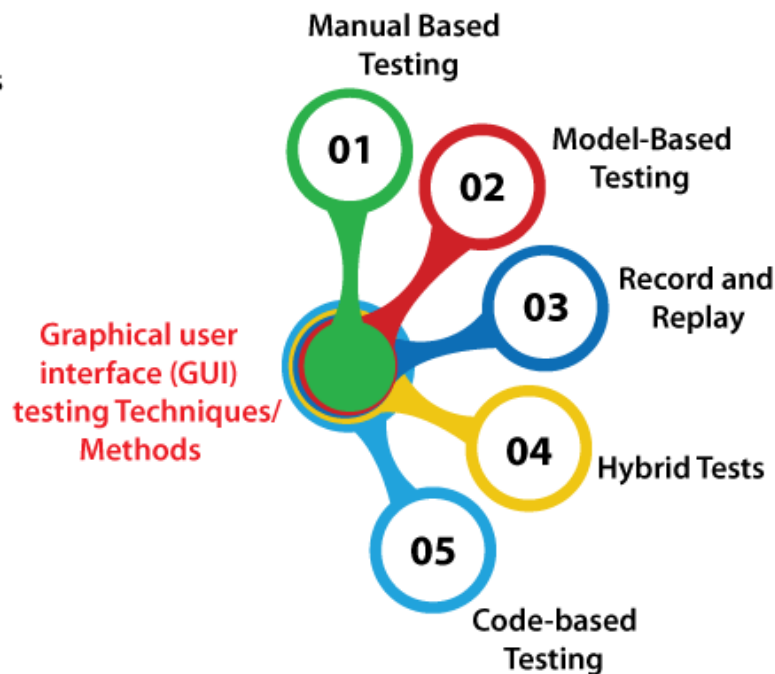 Manual Based
Testing
01
Model-Based
Testing
02
Record and
Replay
03
Graphical user
interface (GUI)
testing Techniques/
Methods
04
Hybrid Tests
05
Code-based
Testing